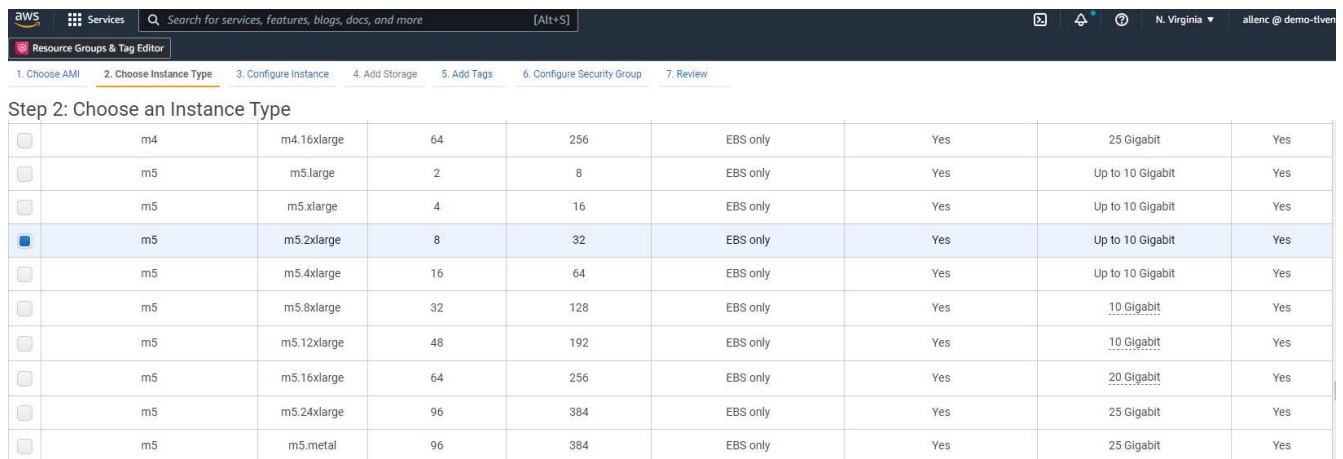 aws Services Search for services, features, blogs, docs, and more [Alt+S] N. Virginia allenc @ demo-tlven
Resource Groups & Tag Editor
1. Choose AMI 2. Choose Instance Type 3. Configure Instance 4. Add Storage 5. Add Tags 6. Configure Security Group 7. Review
Step 2: Choose an Instance Type
m4 m4.16xlarge 64 256 EBS only Yes 25 Gigabit Yes
m5 m5.large 2 8 EBS only Yes Up to 10 Gigabit Yes
m5 m5.xlarge 4 16 EBS only Yes Up to 10 Gigabit Yes
m5 m5.2xlarge 8 32 EBS only Yes Up to 10 Gigabit Yes
m5 m5.4xlarge 16 64 EBS only Yes Up to 10 Gigabit Yes
m5 m5.8xlarge 32 128 EBS only Yes 10 Gigabit Yes
m5 m5.12xlarge 48 192 EBS only Yes 10 Gigabit Yes
m5 m5.16xlarge 64 256 EBS only Yes 20 Gigabit Yes
m5 m5.24xlarge 96 384 EBS only Yes 25 Gigabit Yes
m5 m5.metal 96 384 EBS only Yes 25 Gigabit Yes